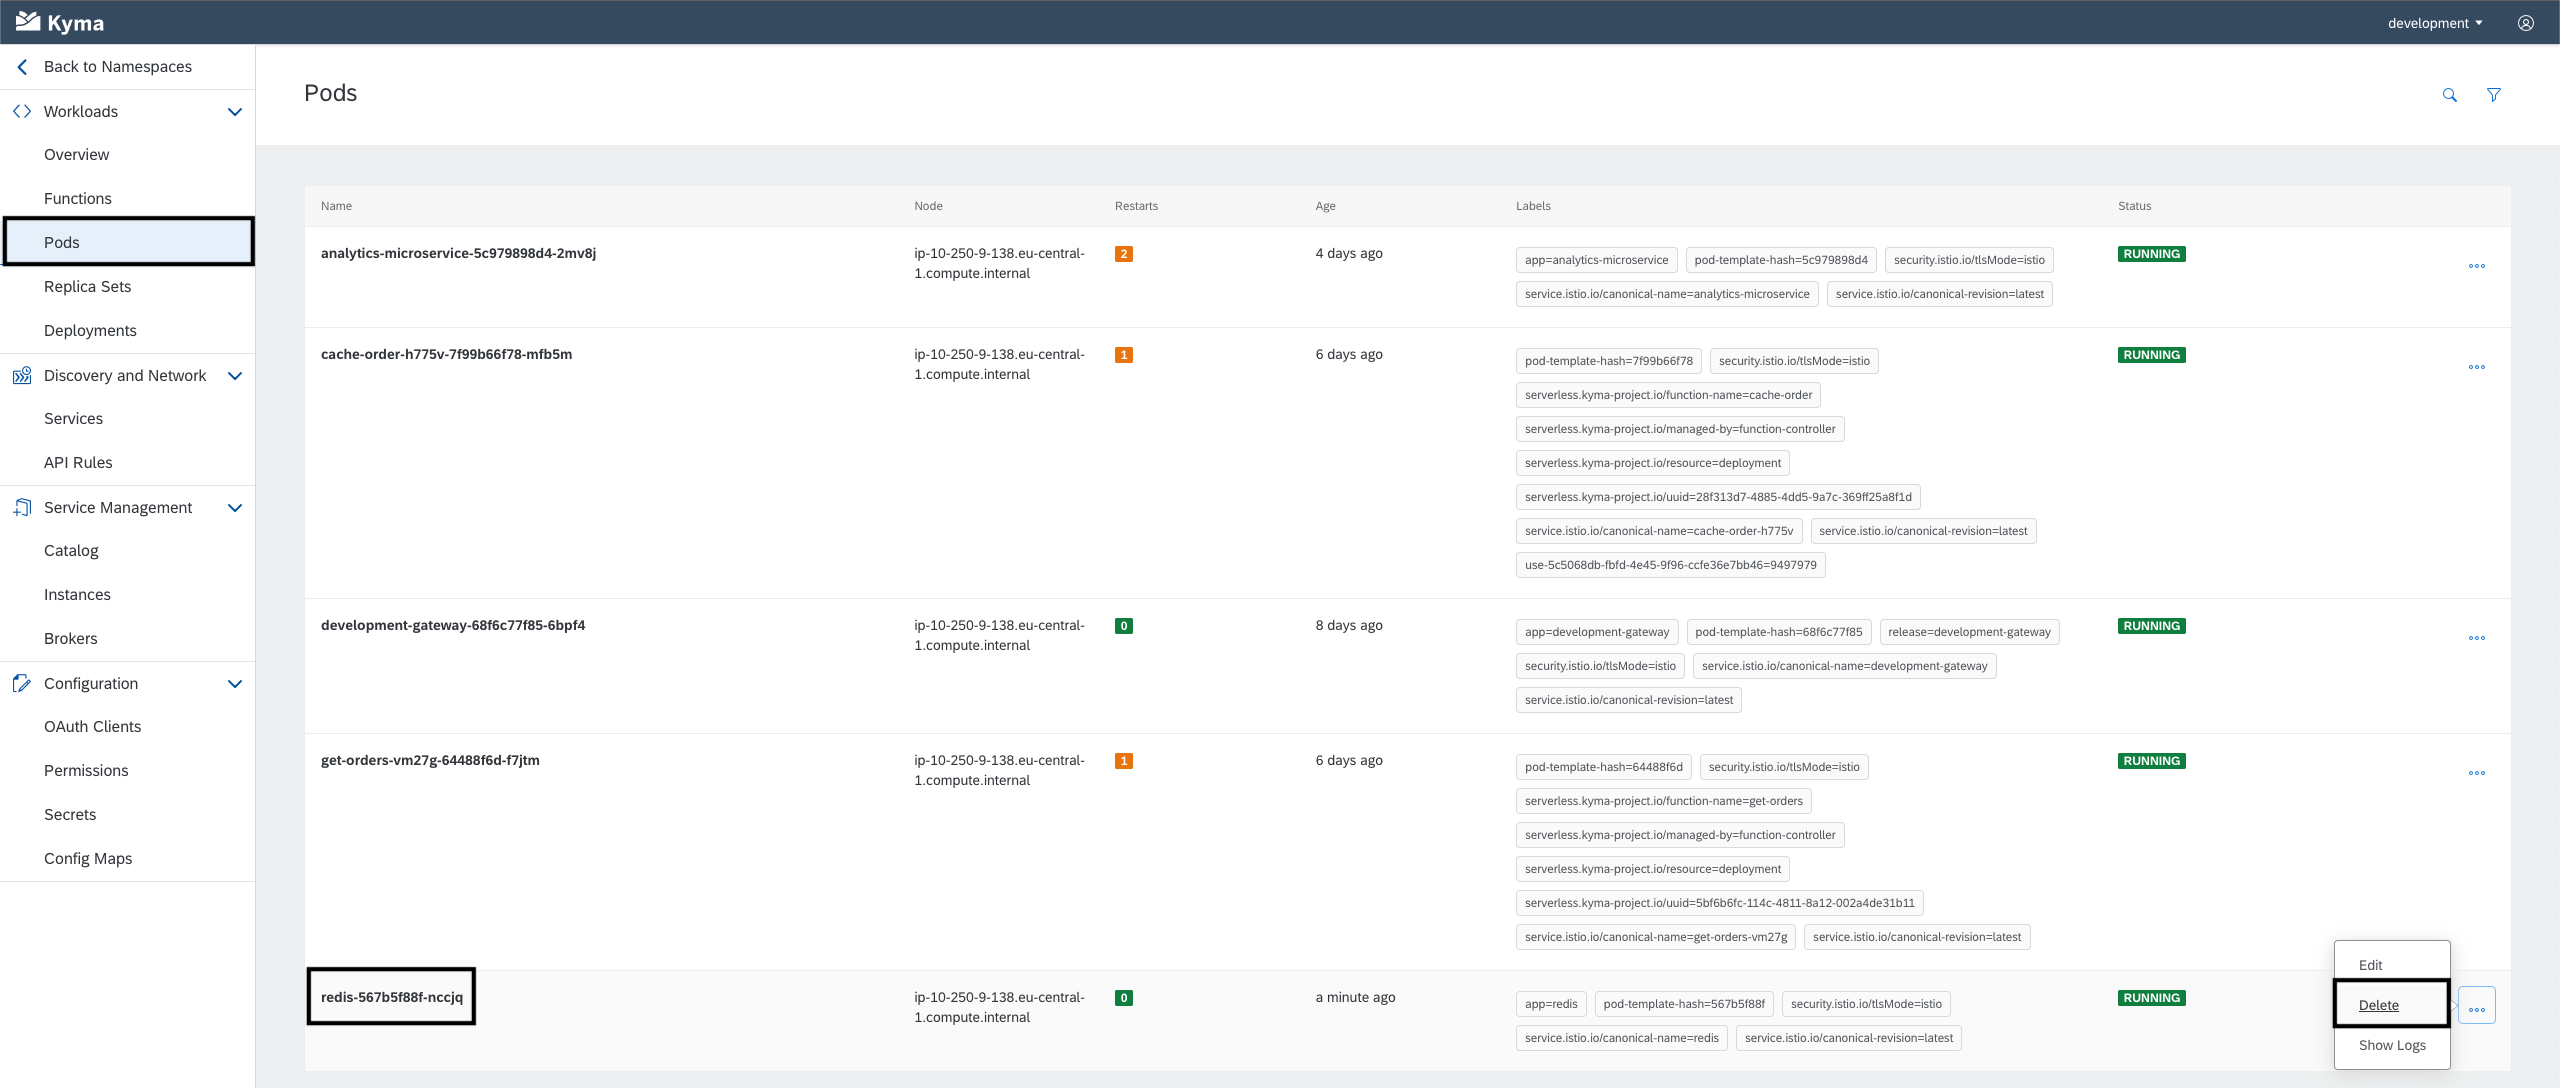 Kyma
development
Back to Namespaces
Workloads
Overview
Functions
Pods
Replica Sets
Deployments
Discovery and Network
Services
API Rules
Service Management
Catalog
Instances
Brokers
Configuration
OAuth Clients
Permissions
Secrets
Config Maps
Pods
Name Node Restarts Age Labels Status
analytics-microservice-5c979898d4-2mv8j ip-10-250-9-138.eu-central- 2 4 days ago app=analytics-microservice pod-template-hash=5c979898d4 security.istio.io/tlsMode=istio RUNNING
1.compute.internal service.istio.io/canonical-name=analytics-microservice service.istio.io/canonical-revision=latest
cache-order-h775v-7f99b66f78-mfb5m ip-10-250-9-138.eu-central- 1 6 days ago pod-template-hash=7f99b66f78 security.istio.io/tlsMode=istio RUNNING
1.compute.internal serverless.kyma-project.io/function-name=cache-order
serverless.kyma-project.io/managed-by=function-controller
serverless.kyma-project.io/resource=deployment
serverless.kyma-project.io/uuid=28f313d7-4885-4dd5-9a7c-369ff25a8f1d
service.istio.io/canonical-name=cache-order-h775v service.istio.io/canonical-revision=latest
use-5c5068db-fbfd-4e45-9f96-ccfe36e7bb46=9497979
development-gateway-68f6c77f85-6bpf4 ip-10-250-9-138.eu-central- 0 8 days ago app=development-gateway pod-template-hash=68f6c77f85 release=development-gateway RUNNING
1.compute.internal security.istio.io/tlsMode=istio service.istio.io/canonical-name=development-gateway
service.istio.io/canonical-revision=latest
get-orders-vm27g-64488f6d-f7jtm ip-10-250-9-138.eu-central- 1 6 days ago pod-template-hash=64488f6d security.istio.io/tlsMode=istio RUNNING
1.compute.internal serverless.kyma-project.io/function-name=get-orders
serverless.kyma-project.io/managed-by=function-controller
serverless.kyma-project.io/resource=deployment
serverless.kyma-project.io/uuid=5bf6b6fc-114c-4811-8a12-002a4de31b11
service.istio.io/canonical-name=get-orders-vm27g service.istio.io/canonical-revision=latest
redis-567b5f88f-nccjq ip-10-250-9-138.eu-central- 0 a minute ago app=redis pod-template-hash=567b5f88f security.istio.io/tlsMode=istio RUNNING
1.compute.internal service.istio.io/canonical-name=redis service.istio.io/canonical-revision=latest
Edit
Delete
Show Logs